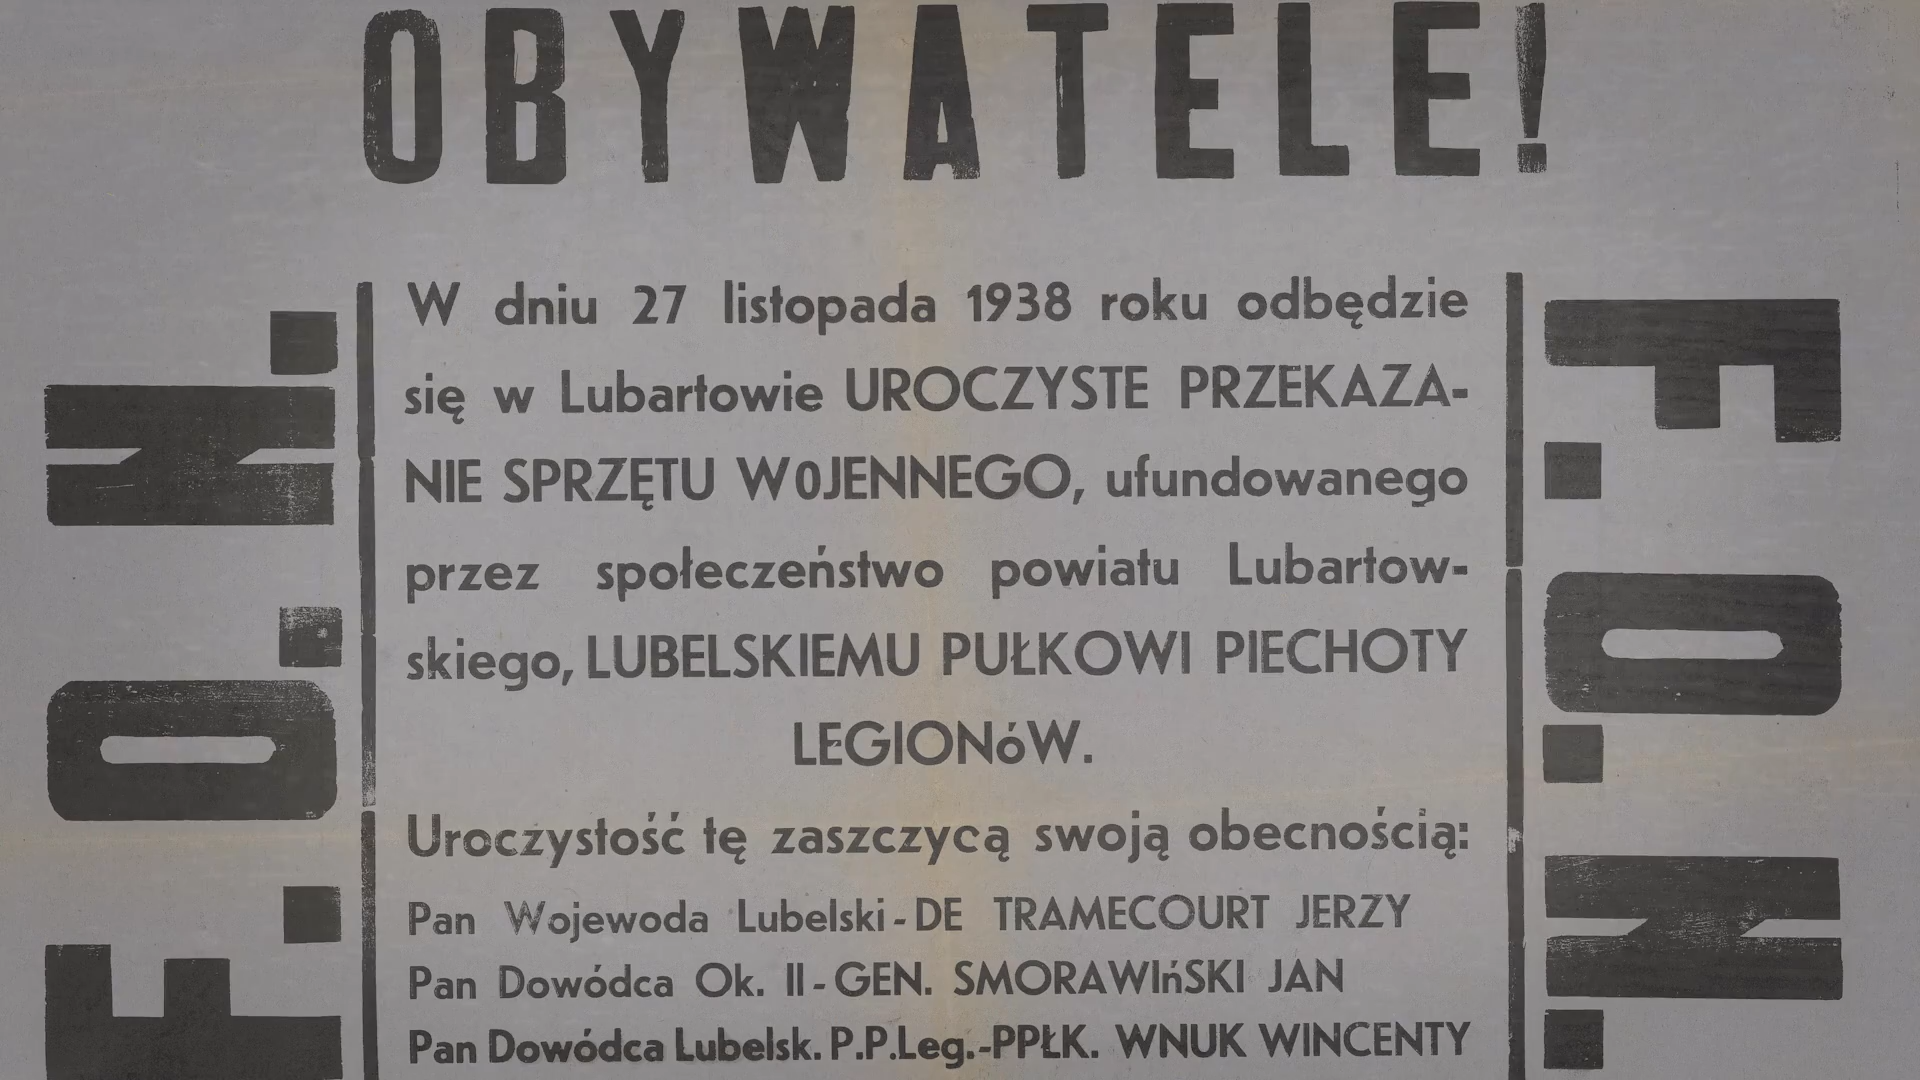 OBYWATELE!
F. O. N.
W dniu 27 listopada 1938 roku odbędzie
się w Lubartowie UROCZYSTE PRZEKAZA-
NIE SPRZĘTU W0JENNEGO, ufundowanego
przez społeczeństwo powiatu Lubartow-
skiego, LUBELSKIEMU PUŁKOWI PIECHOTY
LEGIONóW.
Uroczystość tę zaszczycą swoją obecnością:
Pan Wojewoda Lubelski - DE TRAMECOURT JERZY
Pan Dowódca Ok. II - GEN. SMORAWIńSKI JAN
Pan Dowódca Lubelsk. P.P.Leg.-PPŁK. WNUK WINCENTY
F. O. N.